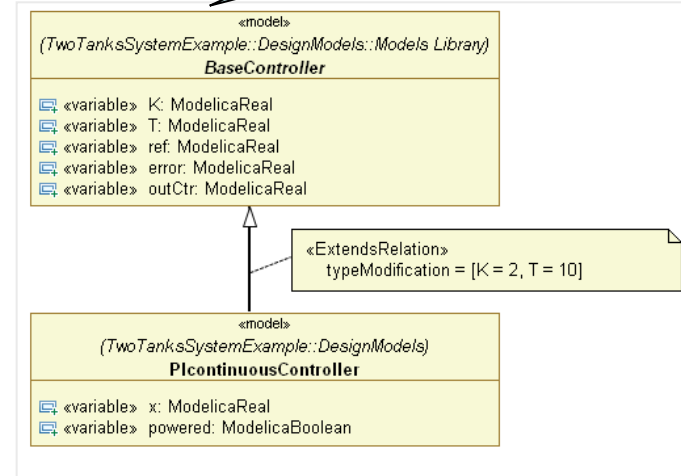 «model»
(TwoTanksSystemExample::DesignModels::Models Library)
BaseController
«variable» K: ModelicaReal
«variable» T: ModelicaReal
«variable» ref: ModelicaReal
«variable» error: ModelicaReal
«variable» outCtr: ModelicaReal
«ExtendsRelation»
typeModification = [K = 2, T = 10]
«model»
(TwoTanksSystemExample::DesignModels)
PIcontinuousController
«variable» x: ModelicaReal
«variable» powered: ModelicaBoolean